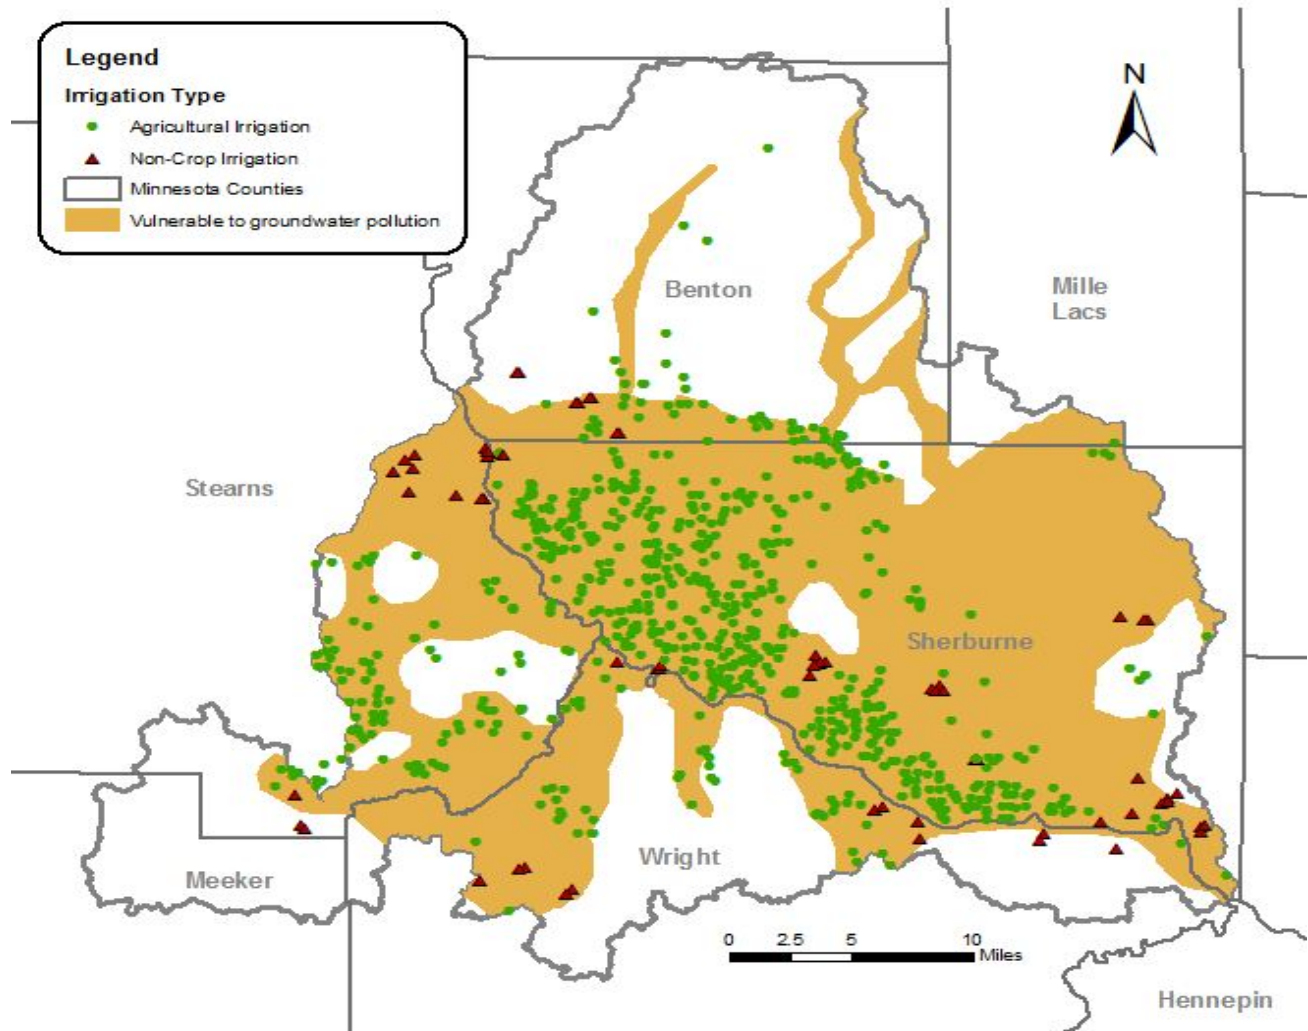 Legend
Irrigation Type
Agricultural Irrigation
Non-Crop Irrigation
Minnesota Counties
Vulnerable to groundwater pollution
N
Benton
Mille
Lacs
Stearns
Sherburne
Wright
Meeker
0 2.5 5 10
Miles
Hennepin